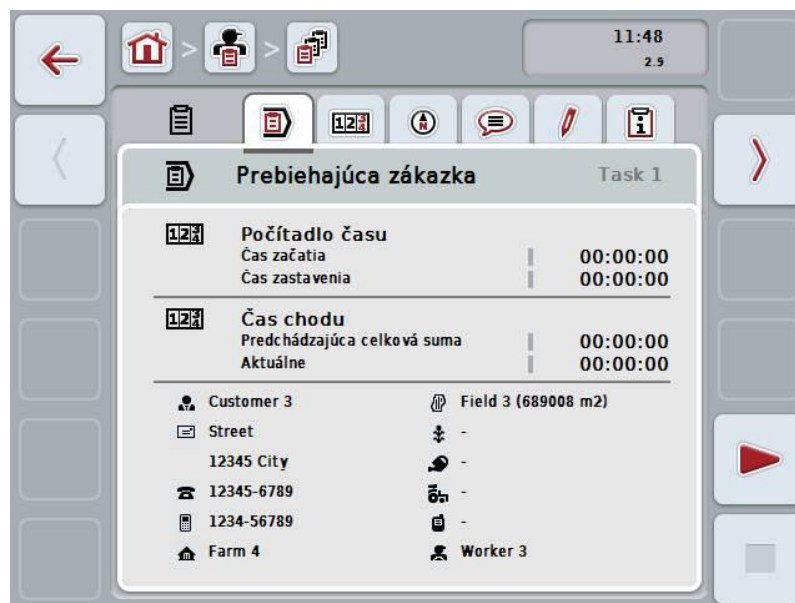 11:48
2.9
Prebiehajúca zákazka Task 1
Počítadlo času
Čas začatia 00:00:00
Čas zastavenia 00:00:00
Čas chodu
Predchádzajúca celková suma 00:00:00
Aktuálne 00:00:00
Customer 3 Field 3 (689008 m2)
Street -
12345 City -
12345-6789 -
1234-56789 -
Farm 4 Worker 3